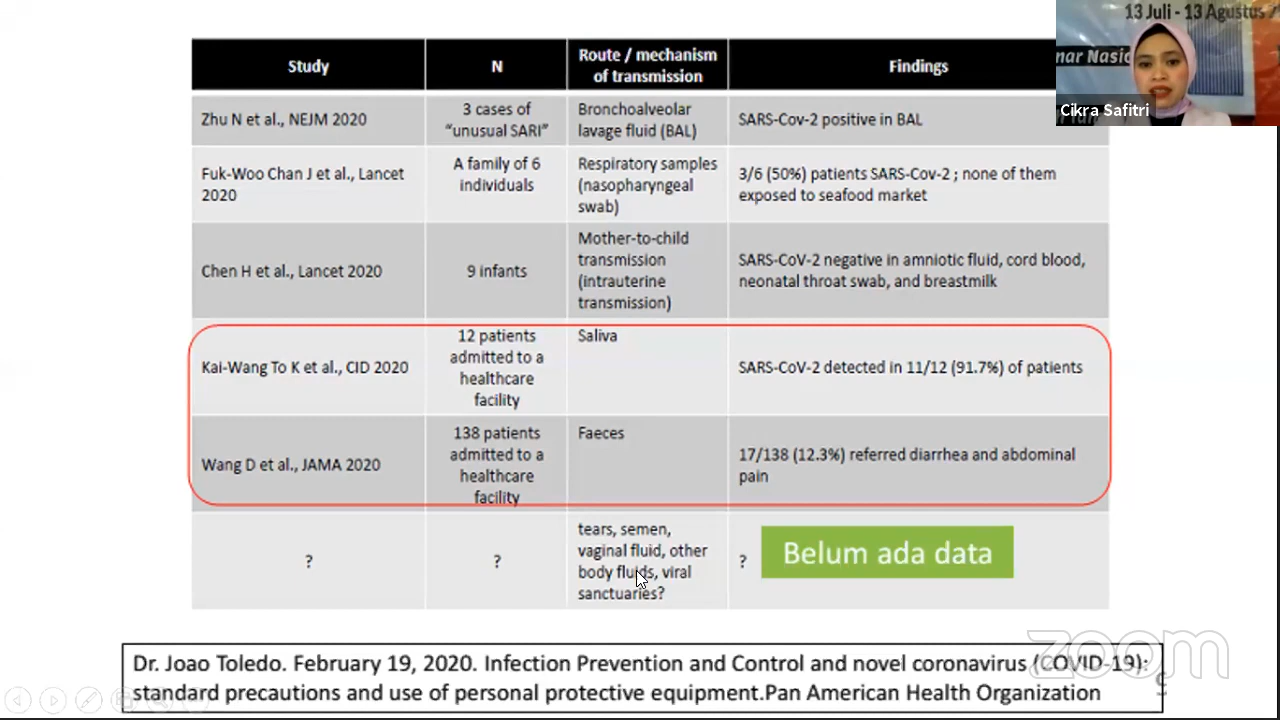 13 Juli - 13 Agustus
nar Nasio
Cikra Safitri
Study
N
Route / mechanism
of transmission
Findings
Zhu N et al., NEJM 2020
3 cases of
“unusual SARI”
Bronchoalveolar
lavage fluid (BAL)
SARS-Cov-2 positive in BAL
Fuk-Woo Chan J et al., Lancet
2020
A family of 6
individuals
Respiratory samples
(nasopharyngeal
swab)
3/6 (50%) patients SARS-Cov-2 ; none of them
exposed to seafood market
Chen H et al., Lancet 2020
9 infants
Mother-to-child
transmission
(intrauterine
transmission)
SARS-CoV-2 negative in amniotic fluid, cord blood,
neonatal throat swab, and breastmilk
Kai-Wang To K et al., CID 2020
12 patients
admitted to a
healthcare
facility
Saliva
SARS-CoV-2 detected in 11/12 (91.7%) of patients
Wang D et al., JAMA 2020
138 patients
admitted to a
healthcare
facility
Faeces
17/138 (12.3%) referred diarrhea and abdominal
pain
?
?
tears, semen,
vaginal fluid, other
body fluids, viral
sanctuaries?
?
Belum ada data
Dr. Joao Toledo. February 19, 2020. Infection Prevention and Control and novel coronavirus (COVID-19):
standard precautions and use of personal protective equipment.Pan American Health Organization
zoom